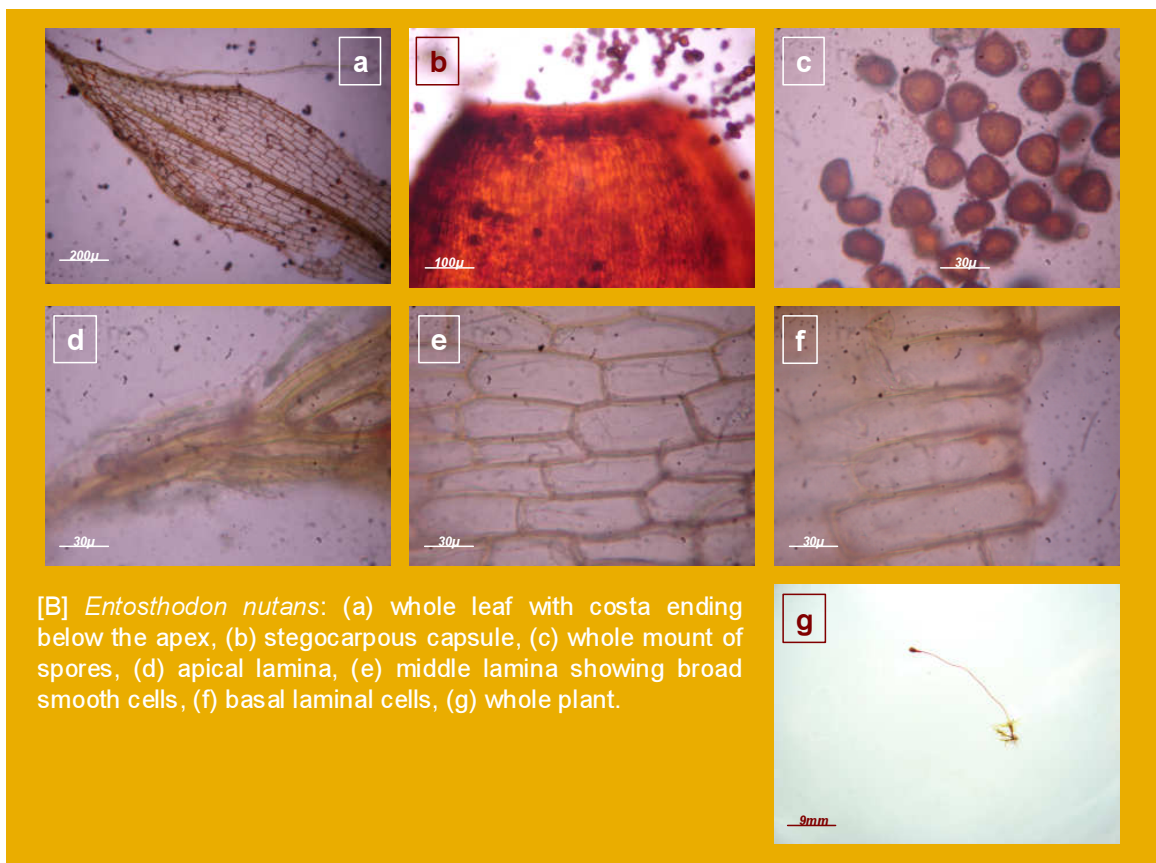 a
b
c
200µ
100µ
30µ
d
e
f
30µ
30µ
30µ
[B] Entosthodon nutans: (a) whole leaf with costa ending
below the apex, (b) stegocarpous capsule, (c) whole mount of
spores, (d) apical lamina, (e) middle lamina showing broad
smooth cells, (f) basal laminal cells, (g) whole plant.
g
9mm